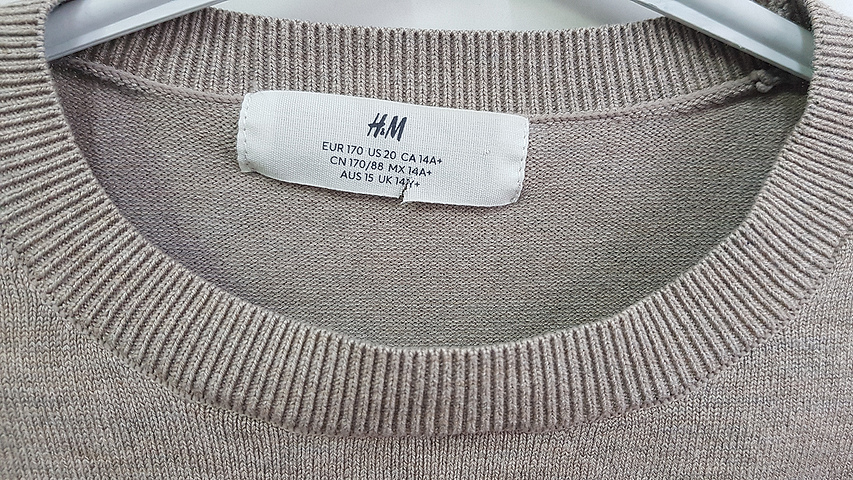 H&M
EUR 170 US 20 CA 14A+
CN 170/88 MX 14A+
AUS 15 UK 14Y+